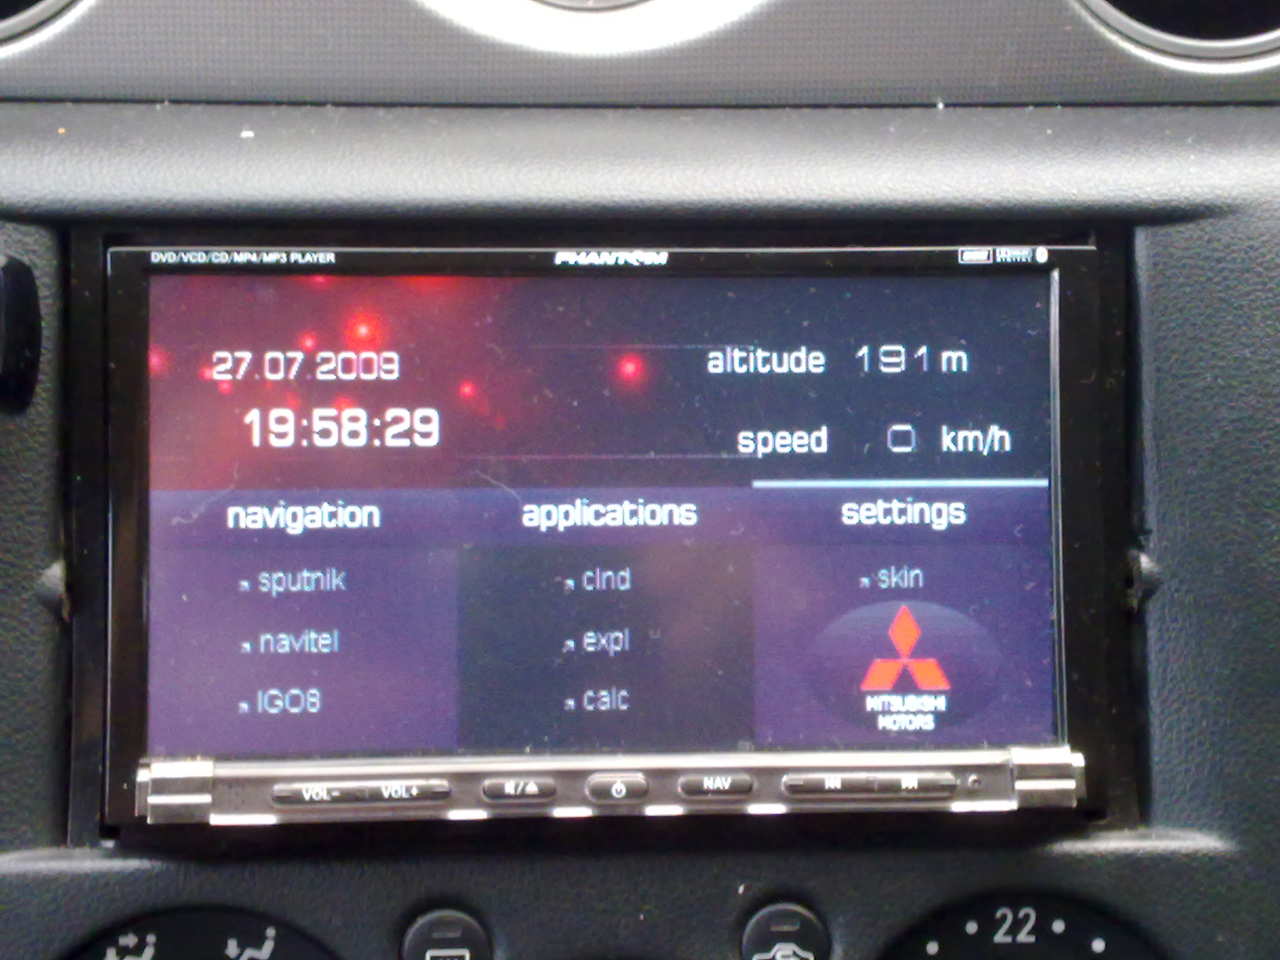 DVD/VCD/CD/MP4/MP3 PLAYER
PHANTOM
27.07.2009
altitude 191 m
19:58:29
speed 0 km/h
navigation applications settings
sputnik clnd skin
navitel expl
IGO8 calc
MITSUBISHI
MOTORS
VOL- VOL+ NAV
22